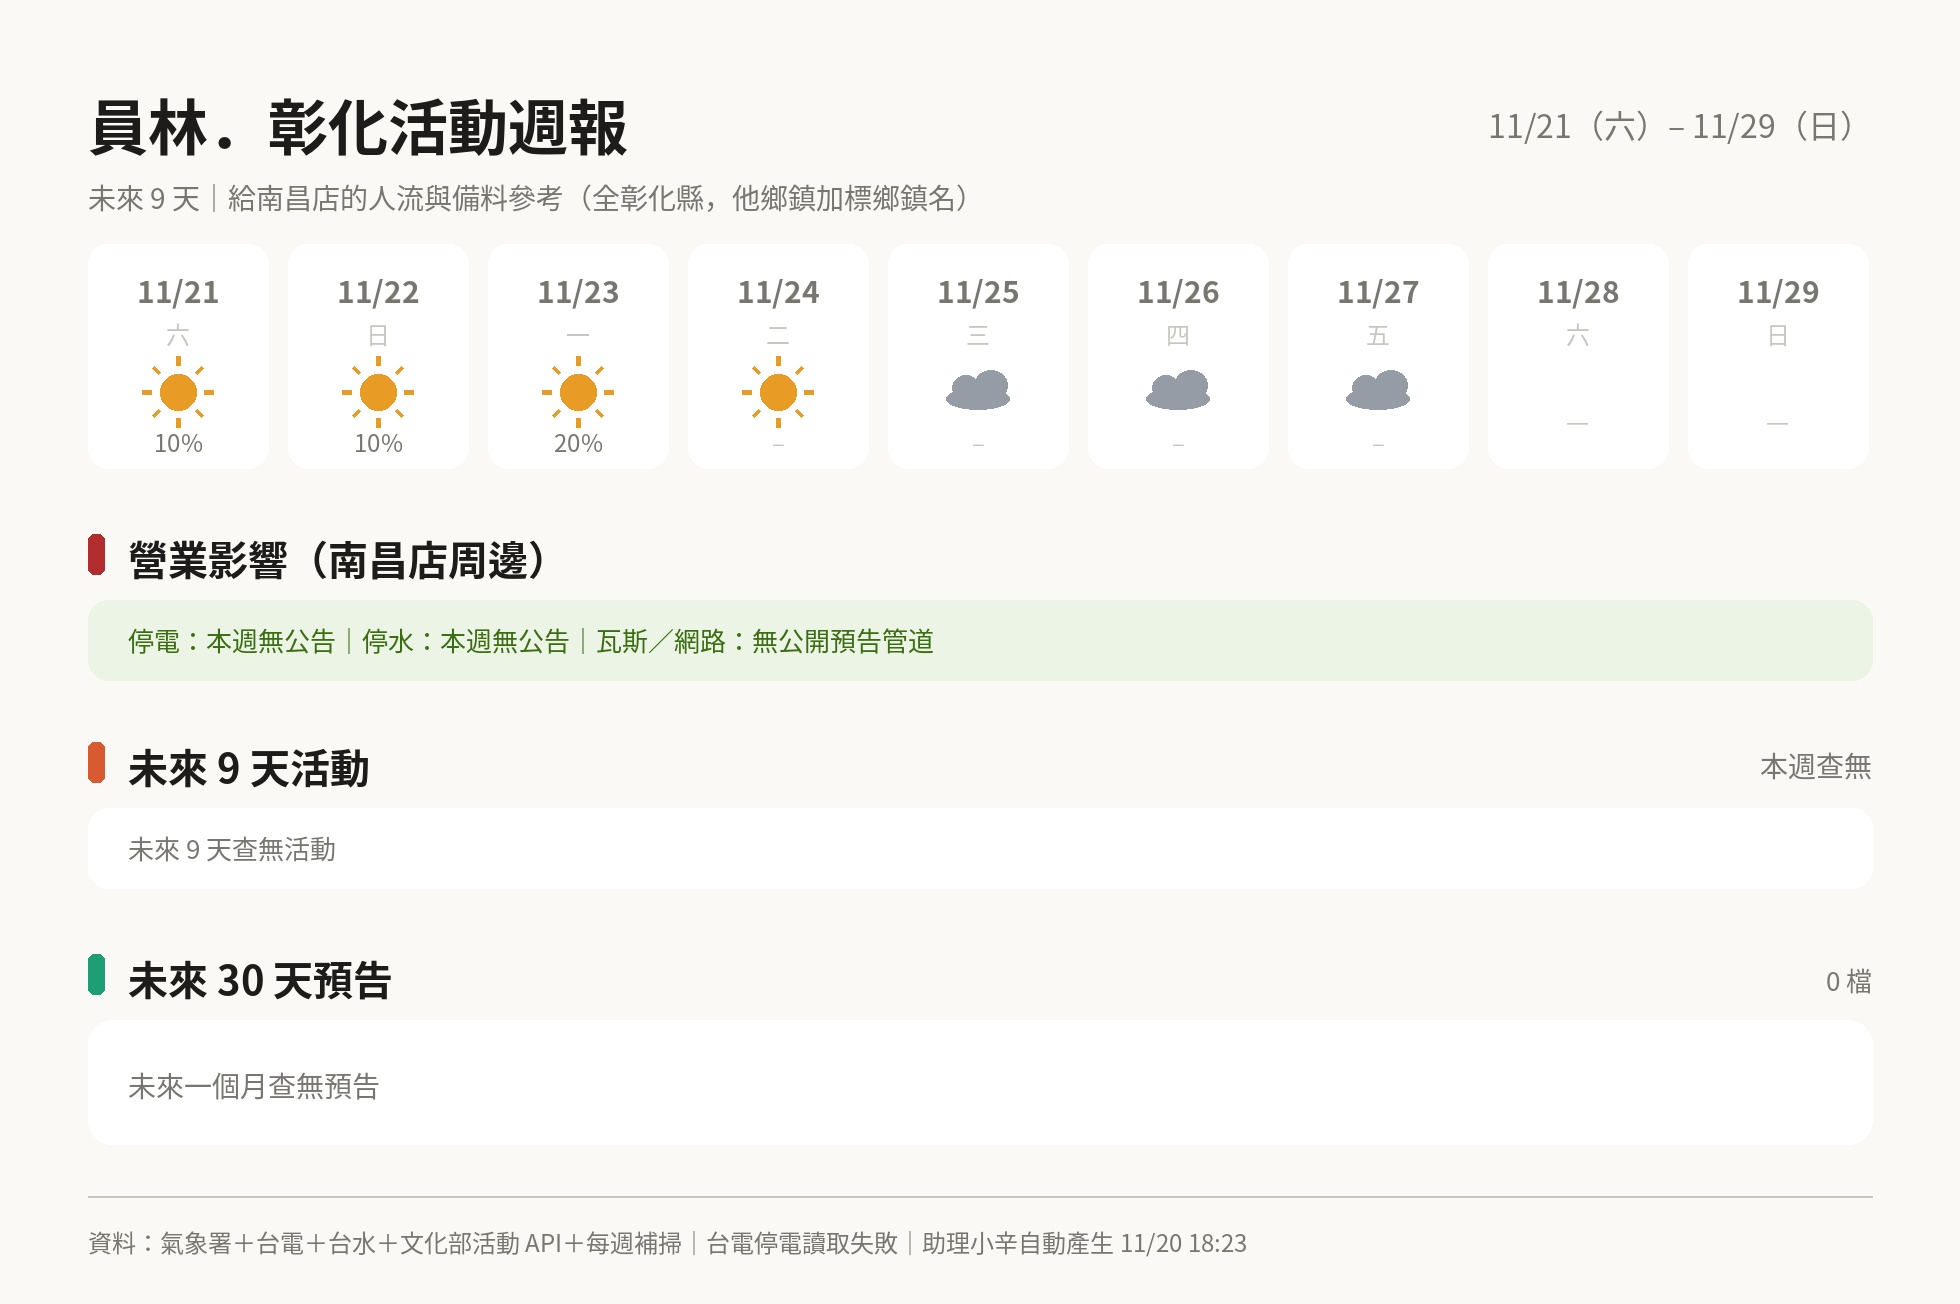 員林．彰化活動週報
11/21（六）– 11/29（日）
未來 9 天｜給南昌店的人流與備料參考（全彰化縣，他鄉鎮加標鄉鎮名）
11/21 11/22 11/23 11/24 11/25 11/26 11/27 11/28 11/29
六 日 一 二 三 四 五 六 日
10% 10% 20% – – – – — —
營業影響（南昌店周邊）
停電：本週無公告｜停水：本週無公告｜瓦斯／網路：無公開預告管道
未來 9 天活動
本週查無
未來 9 天查無活動
未來 30 天預告
0 檔
未來一個月查無預告
資料：氣象署＋台電＋台水＋文化部活動 API＋每週補掃｜台電停電讀取失敗｜助理小辛自動產生 11/20 18:23